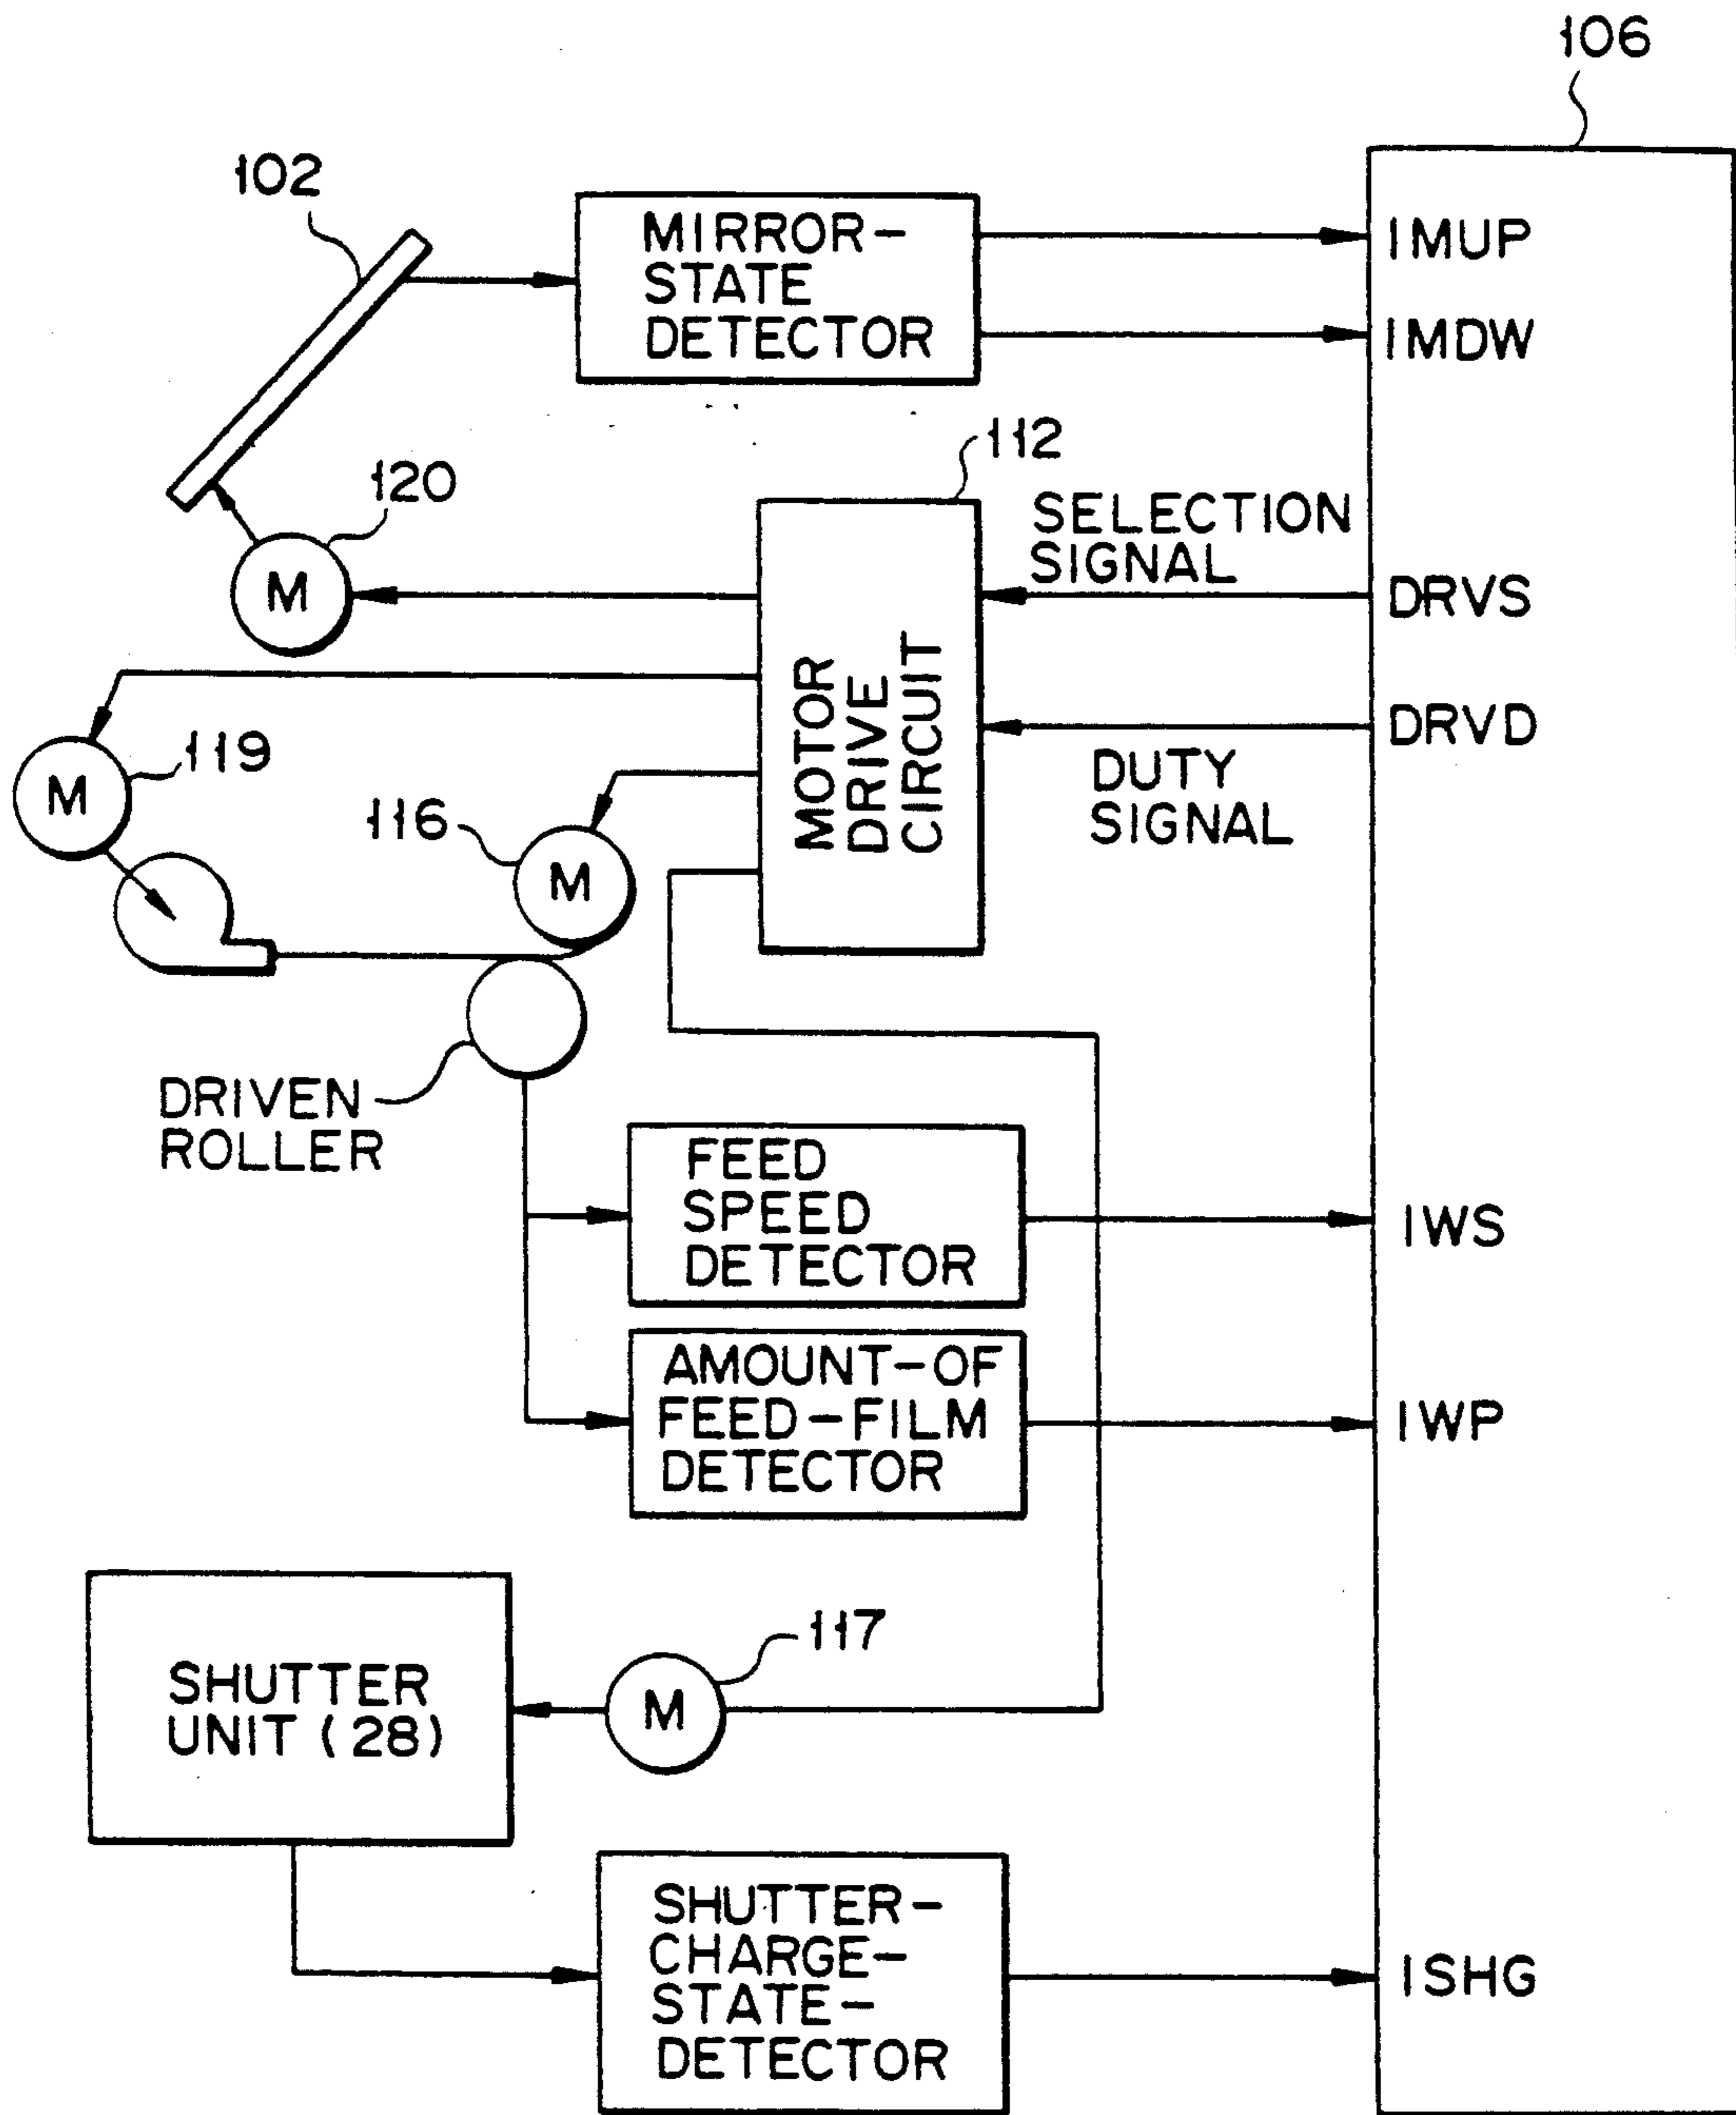 106
102
MIRROR-
STATE
DETECTOR
IMUP
IMDW
112
120
SELECTION
SIGNAL
M
DRVS
MOTOR
DRIVE
CIRCUIT
DRVD
DUTY
SIGNAL
119
M
116
M
DRIVEN
ROLLER
FEED
SPEED
DETECTOR
IWS
AMOUNT-OF
FEED-FILM
DETECTOR
IWP
117
SHUTTER
UNIT (28)
M
SHUTTER-
CHARGE-
STATE-
DETECTOR
ISHG